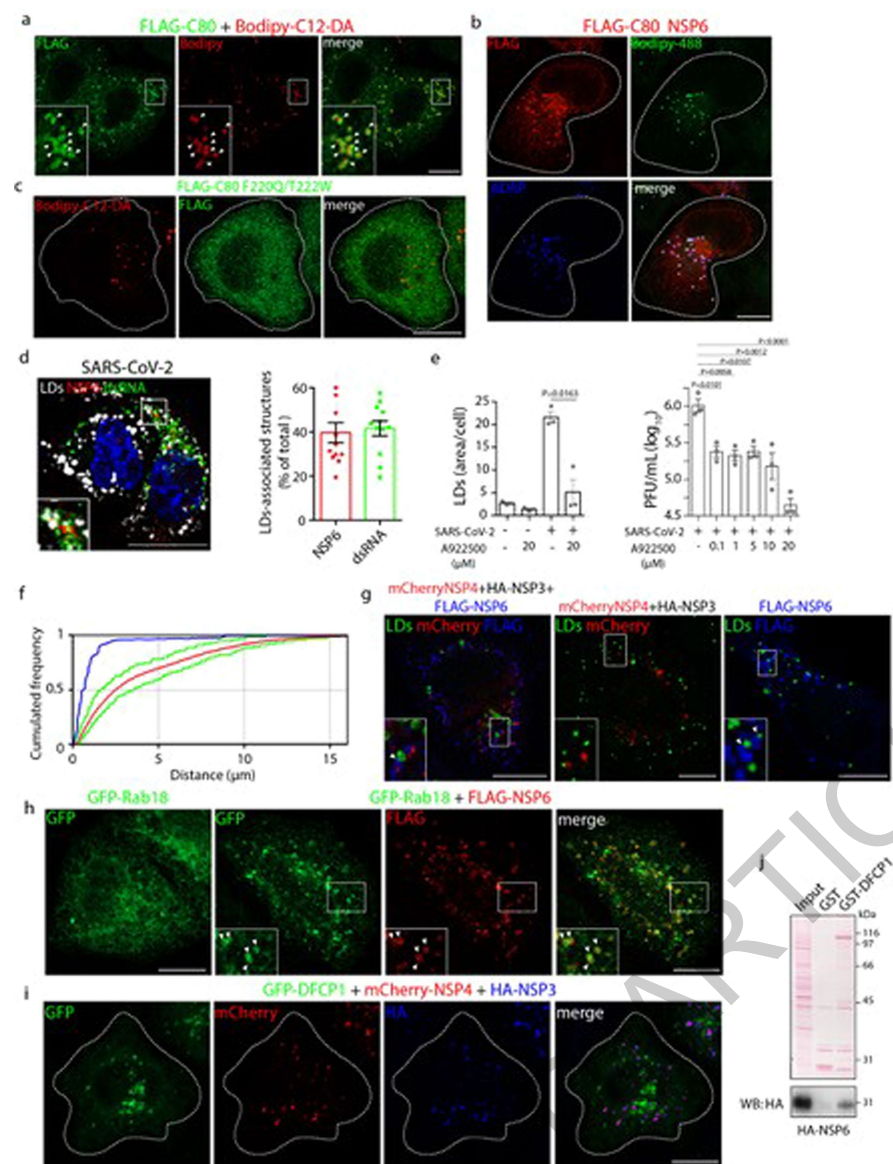 a
FLAG-C80 + Bodipy-C12-DA
FLAG
Bodipy
merge
b
FLAG-C80 NSP6
FLAG
Bodipy-488
ADRP
merge
c
FLAG-C80 F220Q/T222W
Bodipy-C12-DA
FLAG
merge
d
SARS-CoV-2
LDs NSP6 dsRNA
LDs-associated structures
(% of total)
60
40
20
0
NSP6
dsRNA
e
LDs (area/cell)
25
20
15
10
5
0
P=0.0163
SARS-CoV-2 - - + +
A922500 - 20 - 20
(µM)
PFU/mL (log10)
6.0
5.5
5.0
4.5
P<0.0001
P=0.0012
P=0.0107
P=0.0058
P=0.0101
SARS-CoV-2 + + + + + +
A922500 - 0.1 1 5 10 20
(µM)
f
Cumulated frequency
1
0.5
0
0 5 10 15
Distance (µm)
g
mCherryNSP4+HA-NSP3+
FLAG-NSP6
LDs mCherry FLAG
mCherryNSP4+HA-NSP3
LDs mCherry
FLAG-NSP6
LDs FLAG
h
GFP-Rab18
GFP
GFP-Rab18 + FLAG-NSP6
GFP
FLAG
merge
i
GFP-DFCP1 + mCherry-NSP4 + HA-NSP3
GFP
mCherry
HA
merge
j
Input
GST
GST-DFCP1
kDa
116
97
66
45
31
WB: HA
31
HA-NSP6
ARTIC